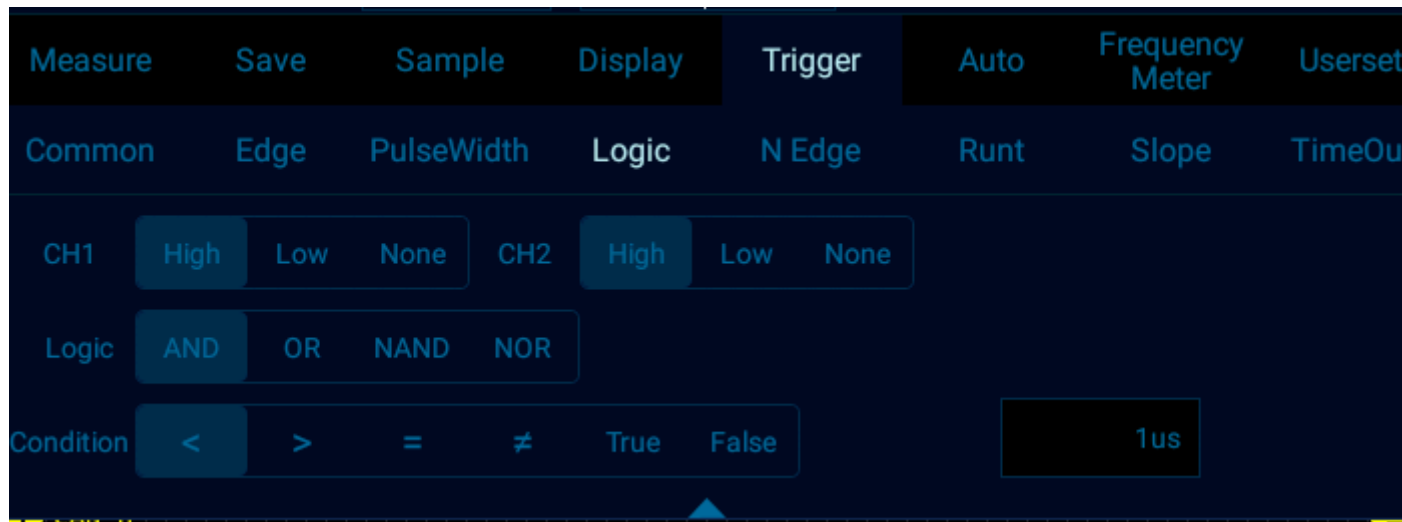 Measure Save Sample Display Trigger Auto Frequency Meter Userset
Common Edge PulseWidth Logic N Edge Runt Slope TimeOu
CH1 High Low None CH2 High Low None
Logic AND OR NAND NOR
Condition < > = ≠ True False 1us